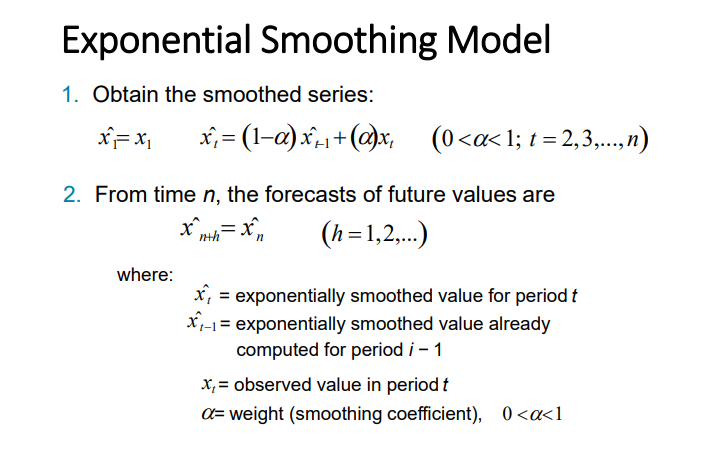 Exponential Smoothing Model
1. Obtain the smoothed series:
x̂₁= x₁ x̂ₜ= (1−α) x̂ₜ₋₁+(α)xₜ (0<α<1; t = 2,3,...,n)
2. From time n, the forecasts of future values are
x̂ₙ₊ₕ= x̂ₙ (h=1,2,...)
where:
x̂ₜ = exponentially smoothed value for period t
x̂ₜ₋₁= exponentially smoothed value already
computed for period i − 1
xₜ= observed value in period t
α= weight (smoothing coefficient), 0<α<1